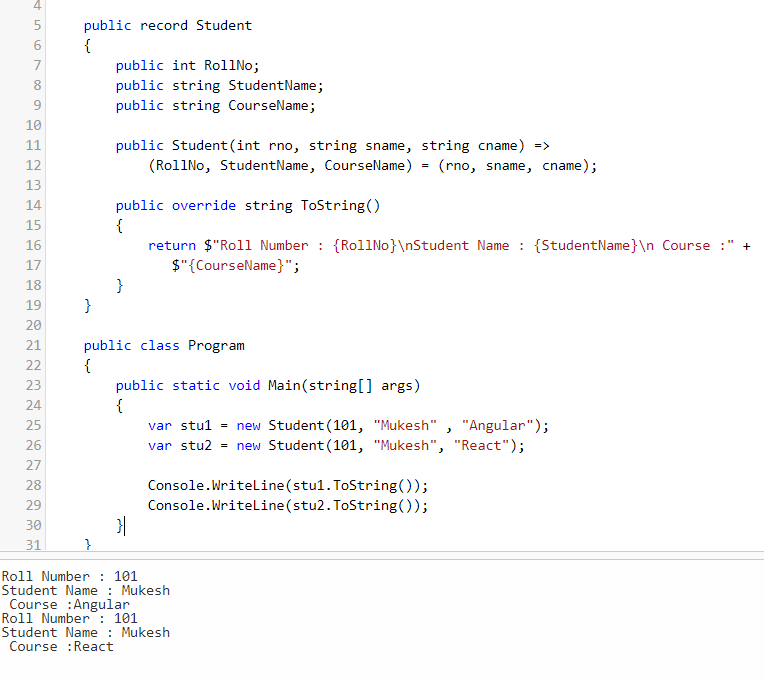 4
5 public record Student
6 {
7 public int RollNo;
8 public string StudentName;
9 public string CourseName;
10
11 public Student(int rno, string sname, string cname) =>
12 (RollNo, StudentName, CourseName) = (rno, sname, cname);
13
14 public override string ToString()
15 {
16 return $"Roll Number : {RollNo}\nStudent Name : {StudentName}\n Course :" +
17 $"{CourseName}";
18 }
19 }
20
21 public class Program
22 {
23 public static void Main(string[] args)
24 {
25 var stu1 = new Student(101, "Mukesh" , "Angular");
26 var stu2 = new Student(101, "Mukesh", "React");
27
28 Console.WriteLine(stu1.ToString());
29 Console.WriteLine(stu2.ToString());
30 }
31 }
Roll Number : 101
Student Name : Mukesh
Course :Angular
Roll Number : 101
Student Name : Mukesh
Course :React